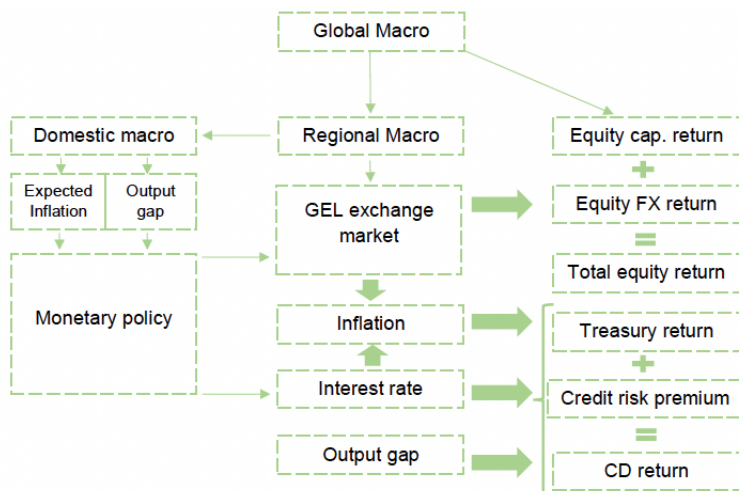 Global Macro
Domestic macro
Regional Macro
Equity cap. return
Expected
Inflation
Output
gap
GEL exchange
market
Equity FX return
Total equity return
Monetary policy
Inflation
Treasury return
Interest rate
Credit risk premium
Output gap
CD return